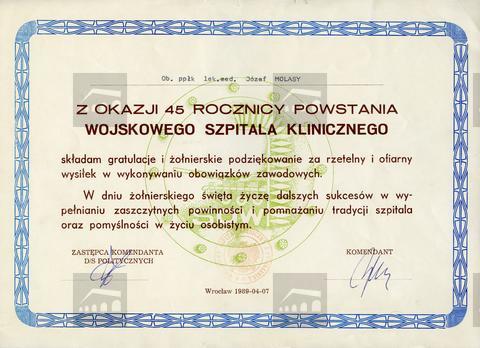 Ob. ppłk lek.med. Józef MOLASY
Z OKAZJI 45 ROCZNICY POWSTANIA
WOJSKOWEGO SZPITALA KLINICZNEGO
składam gratulacje i żołnierskie podziękowanie za rzetelny i ofiarny
wysiłek w wykonywaniu obowiązków zawodowych.
W dniu żołnierskiego święta życzę dalszych sukcesów w wy-
pełnianiu zaszczytnych powinności i pomnażaniu tradycji szpitala
oraz pomyślności w życiu osobistym.
ZASTĘPCA KOMENDANTA
D/S POLITYCZNYCH
KOMENDANT
Wrocław 1989-04-07